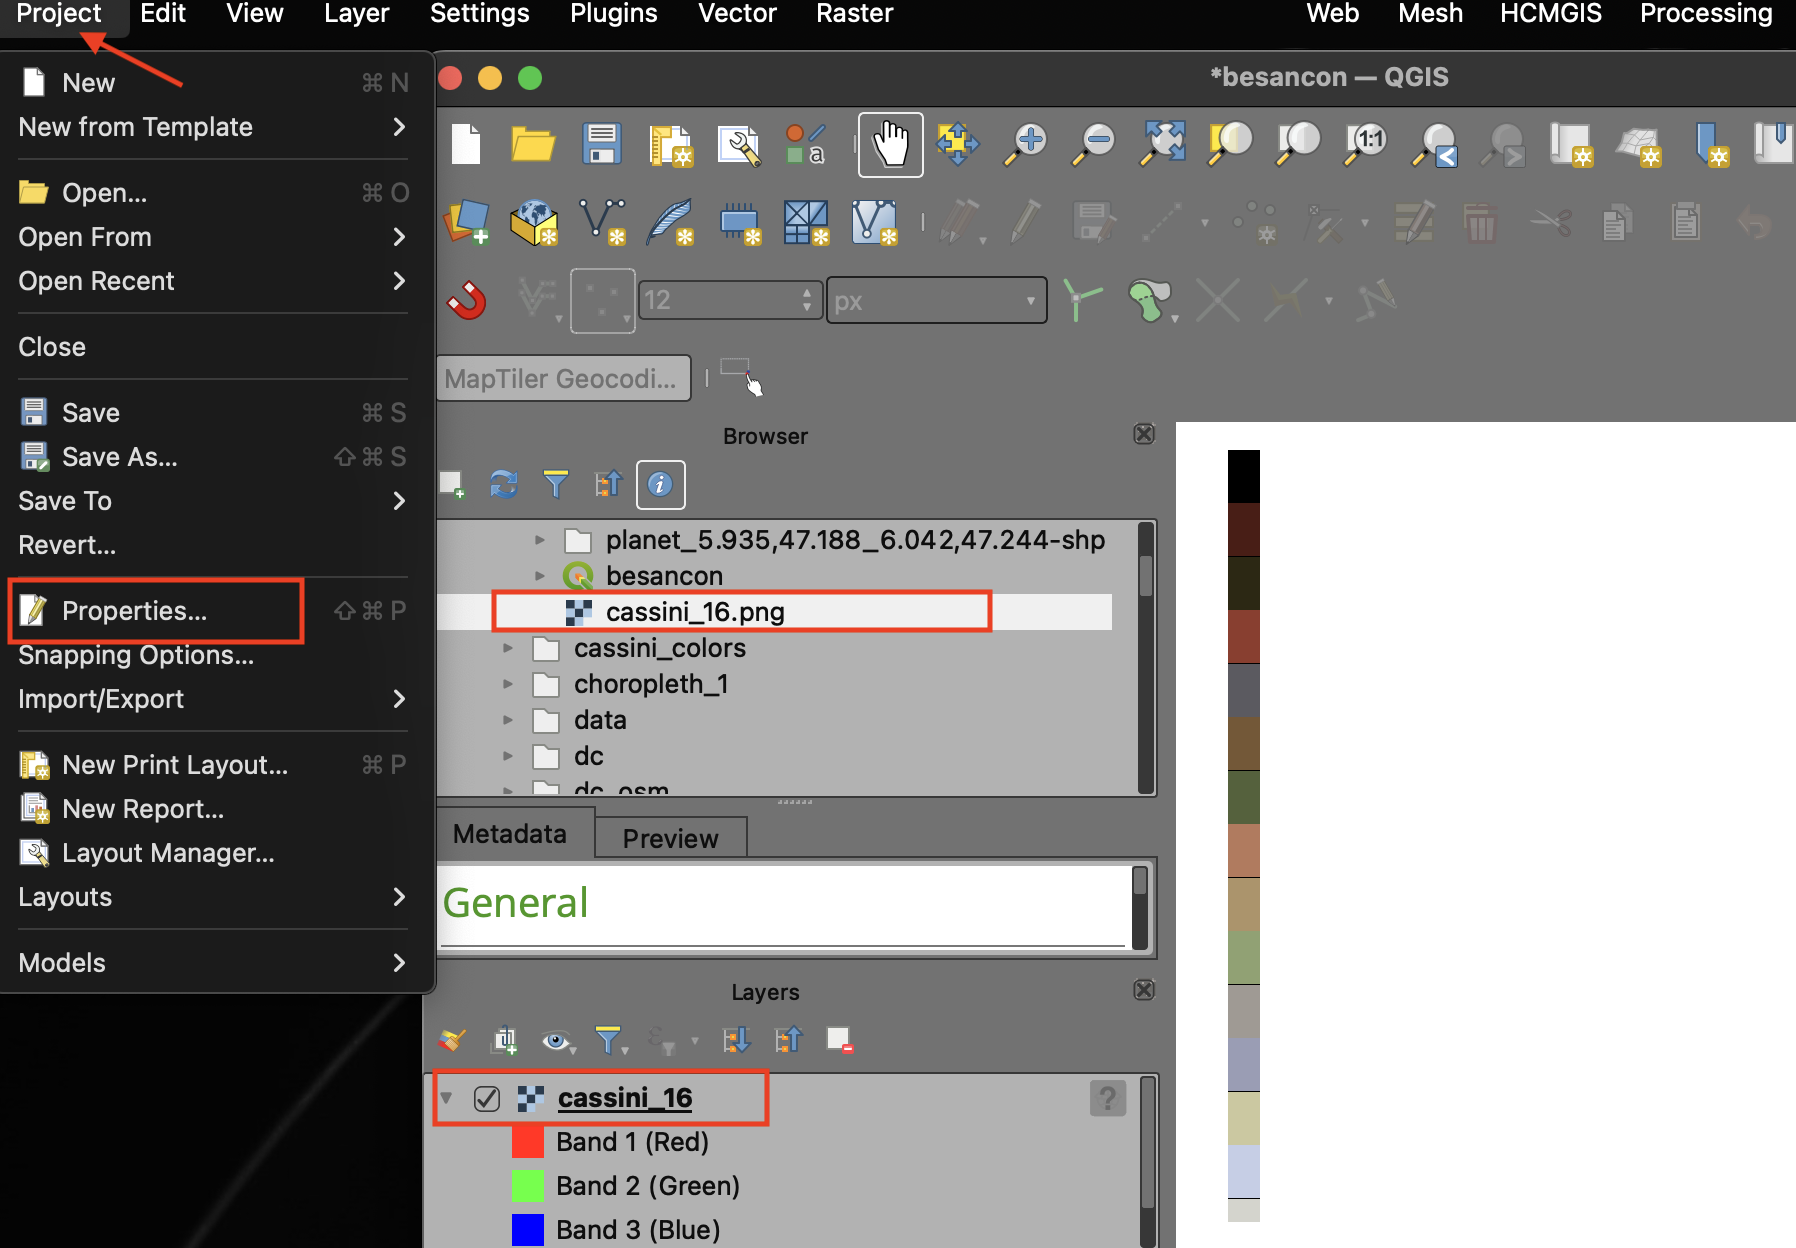 Project Edit View Layer Settings Plugins Vector Raster Web Mesh HCMGIS Processing
New ⌘ N
New from Template
Open... ⌘ O
Open From
Open Recent
Close
Save ⌘ S
Save As... ⇧ ⌘ S
Save To
Revert...
Properties... ⇧ ⌘ P
Snapping Options...
Import/Export
New Print Layout... ⌘ P
New Report...
Layout Manager...
Layouts
Models
*besancon — QGIS
a
1:1
12
px
MapTiler Geocodi...
Browser
planet_5.935,47.188_6.042,47.244-shp
besancon
cassini_16.png
cassini_colors
choropleth_1
data
dc
dc_osm
Metadata Preview
General
Layers
cassini_16 ?
Band 1 (Red)
Band 2 (Green)
Band 3 (Blue)